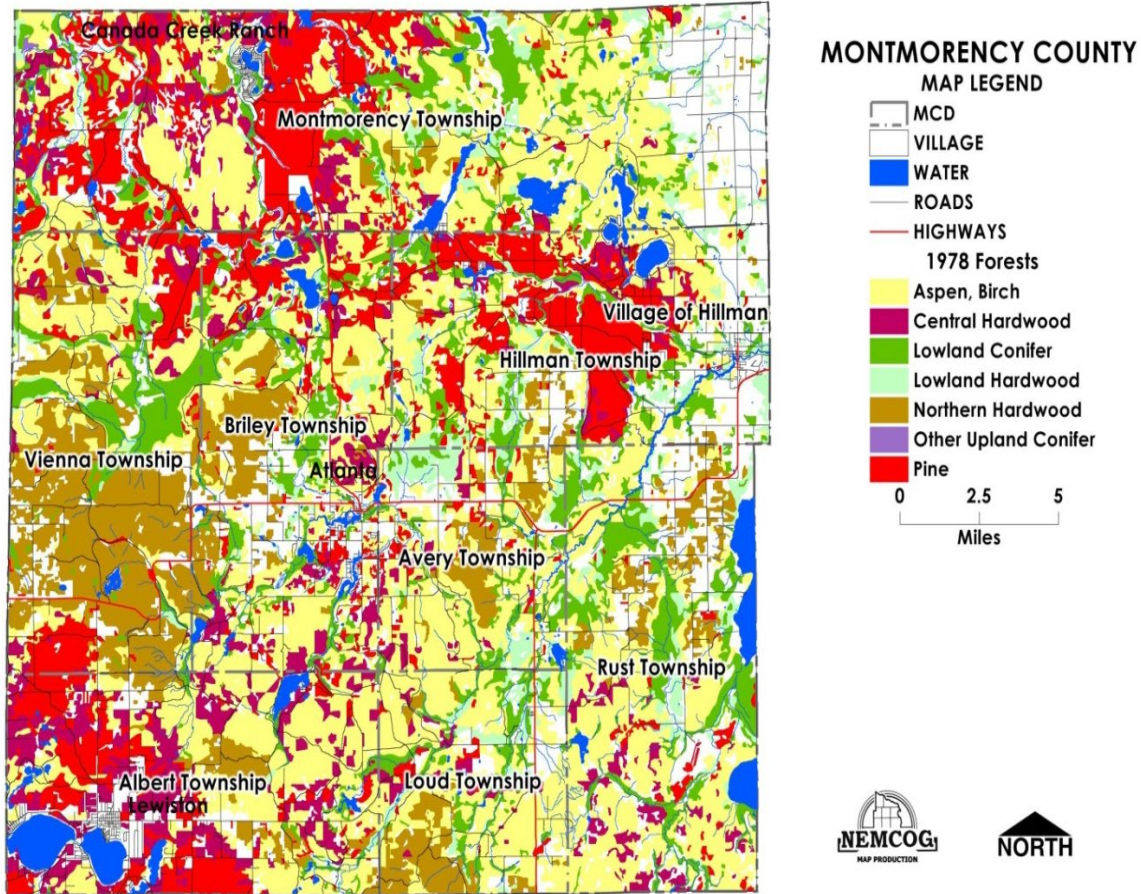 Canada Creek Ranch
Montmorency Township
Village of Hillman
Hillman Township
Briley Township
Vienna Township
Atlanta
Avery Township
Rust Township
Albert Township
Lewiston
Loud Township
MONTMORENCY COUNTY
MAP LEGEND
MCD
VILLAGE
WATER
ROADS
HIGHWAYS
1978 Forests
Aspen, Birch
Central Hardwood
Lowland Conifer
Lowland Hardwood
Northern Hardwood
Other Upland Conifer
Pine
0 2.5 5
Miles
NEMCOG
MAP PRODUCTION
NORTH